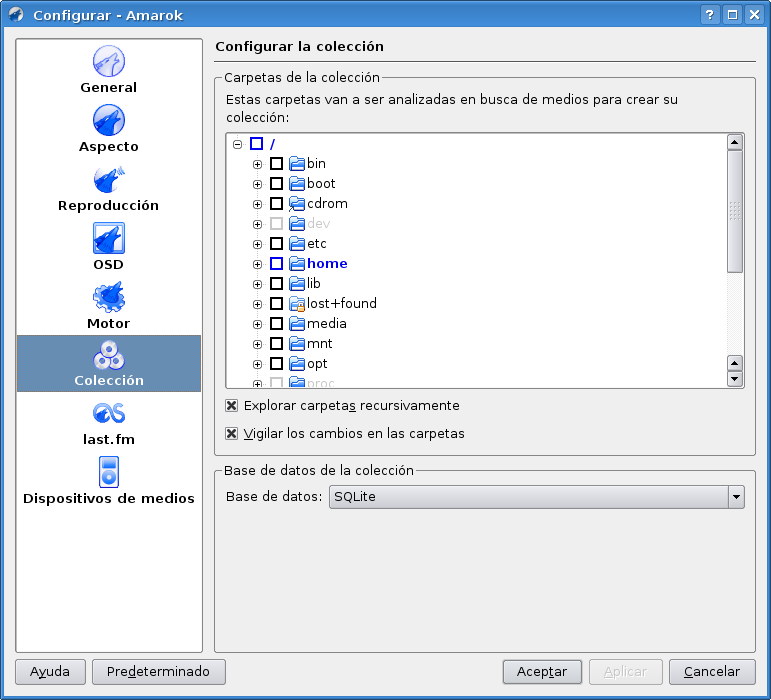 Configurar - Amarok
?
General
Aspecto
Reproducción
OSD
Motor
Colección
last.fm
Dispositivos de medios
Configurar la colección
Carpetas de la colección
Estas carpetas van a ser analizadas en busca de medios para crear su
colección:
/
bin
boot
cdrom
dev
etc
home
lib
lost+found
media
mnt
opt
proc
Explorar carpetas recursivamente
Vigilar los cambios en las carpetas
Base de datos de la colección
Base de datos: SQLite
Ayuda Predeterminado Aceptar Aplicar Cancelar